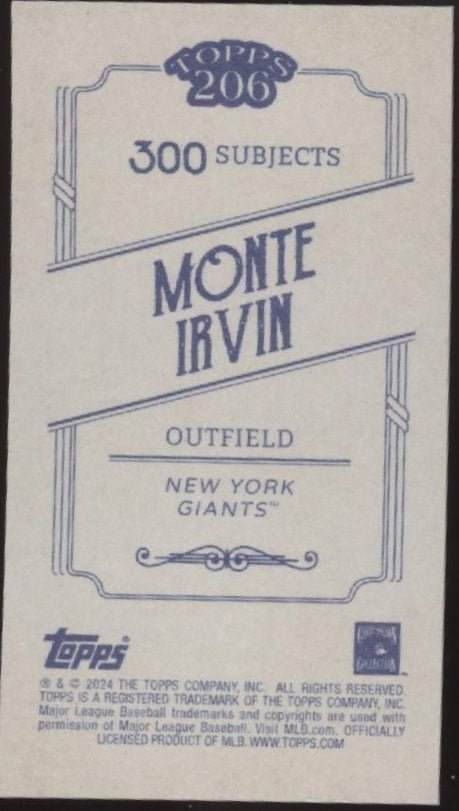 TOPPS
206
300 SUBJECTS
MONTE
IRVIN
OUTFIELD
NEW YORK
GIANTS™
Topps®
COOPERSTOWN
COLLECTION
® & © 2024 THE TOPPS COMPANY, INC. ALL RIGHTS RESERVED.
TOPPS IS A REGISTERED TRADEMARK OF THE TOPPS COMPANY, INC.
Major League Baseball trademarks and copyrights are used with
permission of Major League Baseball. Visit MLB.com. OFFICIALLY
LICENSED PRODUCT OF MLB. WWW.TOPPS.COM